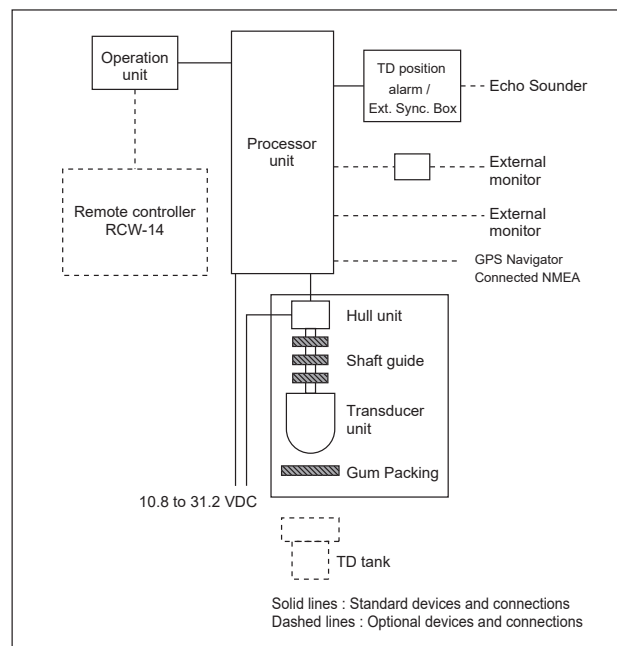 Operation
unit
TD position
alarm /
Ext. Sync. Box
Echo Sounder
Processor
unit
External
monitor
Remote controller
RCW-14
External
monitor
GPS Navigator
Connected NMEA
Hull unit
Shaft guide
Transducer
unit
Gum Packing
10.8 to 31.2 VDC
TD tank
Solid lines : Standard devices and connections
Dashed lines : Optional devices and connections